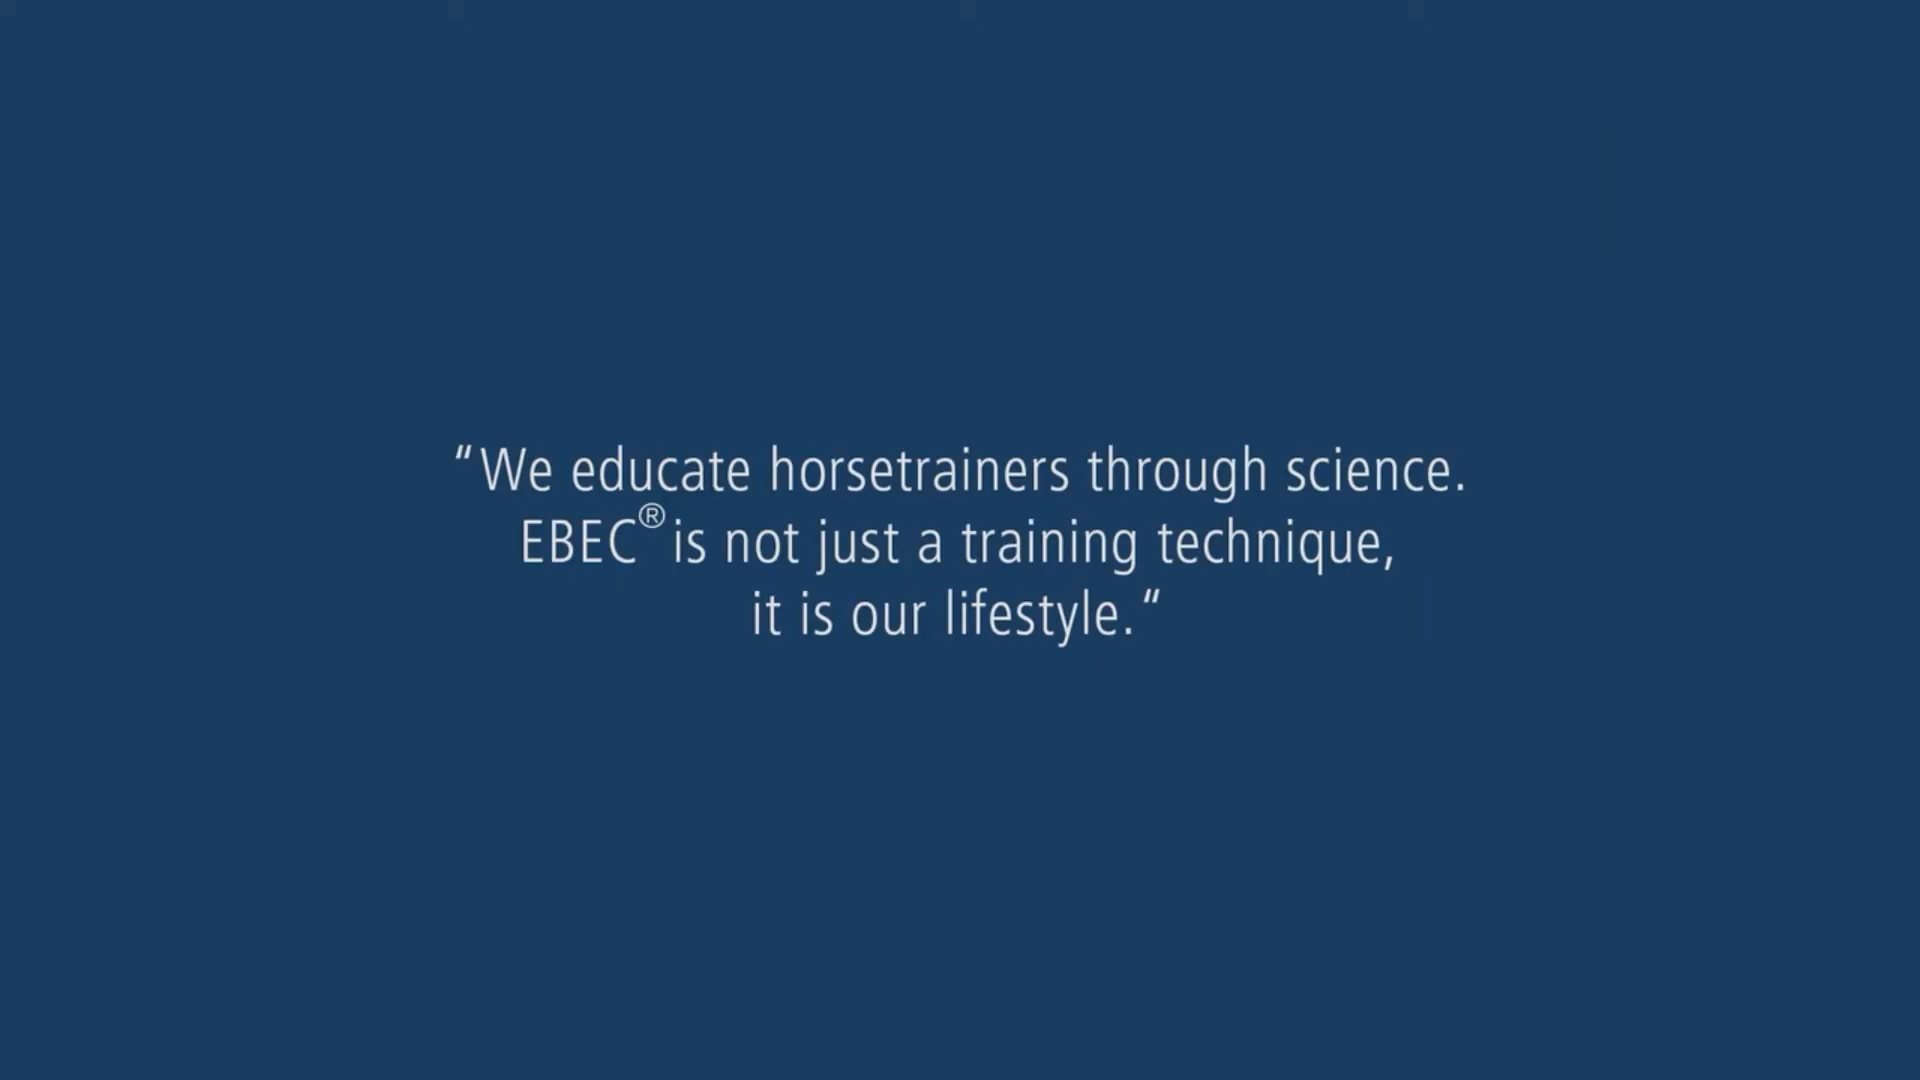 “We educate horsetrainers through science.
EBEC® is not just a training technique,
it is our lifestyle.“